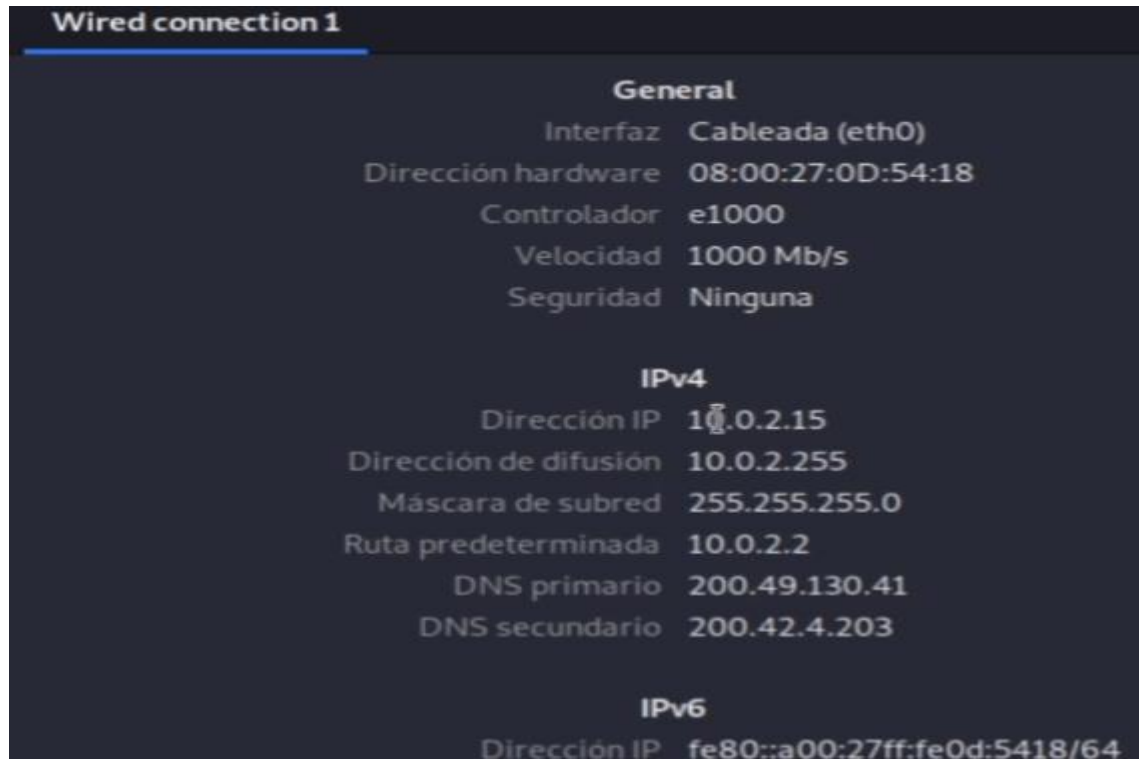 Wired connection 1
General
Interfaz Cableada (eth0)
Dirección hardware 08:00:27:0D:54:18
Controlador e1000
Velocidad 1000 Mb/s
Seguridad Ninguna
IPv4
Dirección IP 10.0.2.15
Dirección de difusión 10.0.2.255
Máscara de subred 255.255.255.0
Ruta predeterminada 10.0.2.2
DNS primario 200.49.130.41
DNS secundario 200.42.4.203
IPv6
Dirección IP fe80::a00:27ff:fe0d:5418/64